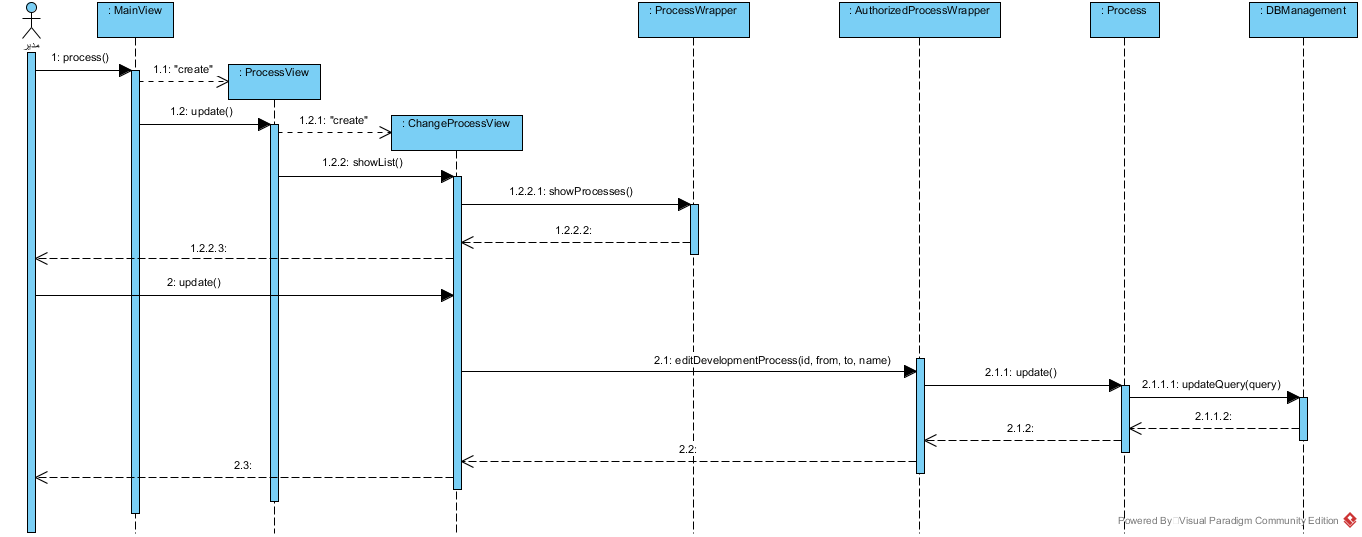 : MainView
: ProcessWrapper
: AuthorizedProcessWrapper
: Process
: DBManagement
مدیر
1: process()
1.1: "create"
: ProcessView
1.2: update()
1.2.1: "create"
: ChangeProcessView
1.2.2: showList()
1.2.2.1: showProcesses()
1.2.2.2:
1.2.2.3:
2: update()
2.1: editDevelopmentProcess(id, from, to, name)
2.1.1: update()
2.1.1.1: updateQuery(query)
2.1.1.2:
2.1.2:
2.2:
2.3:
Powered By Visual Paradigm Community Edition